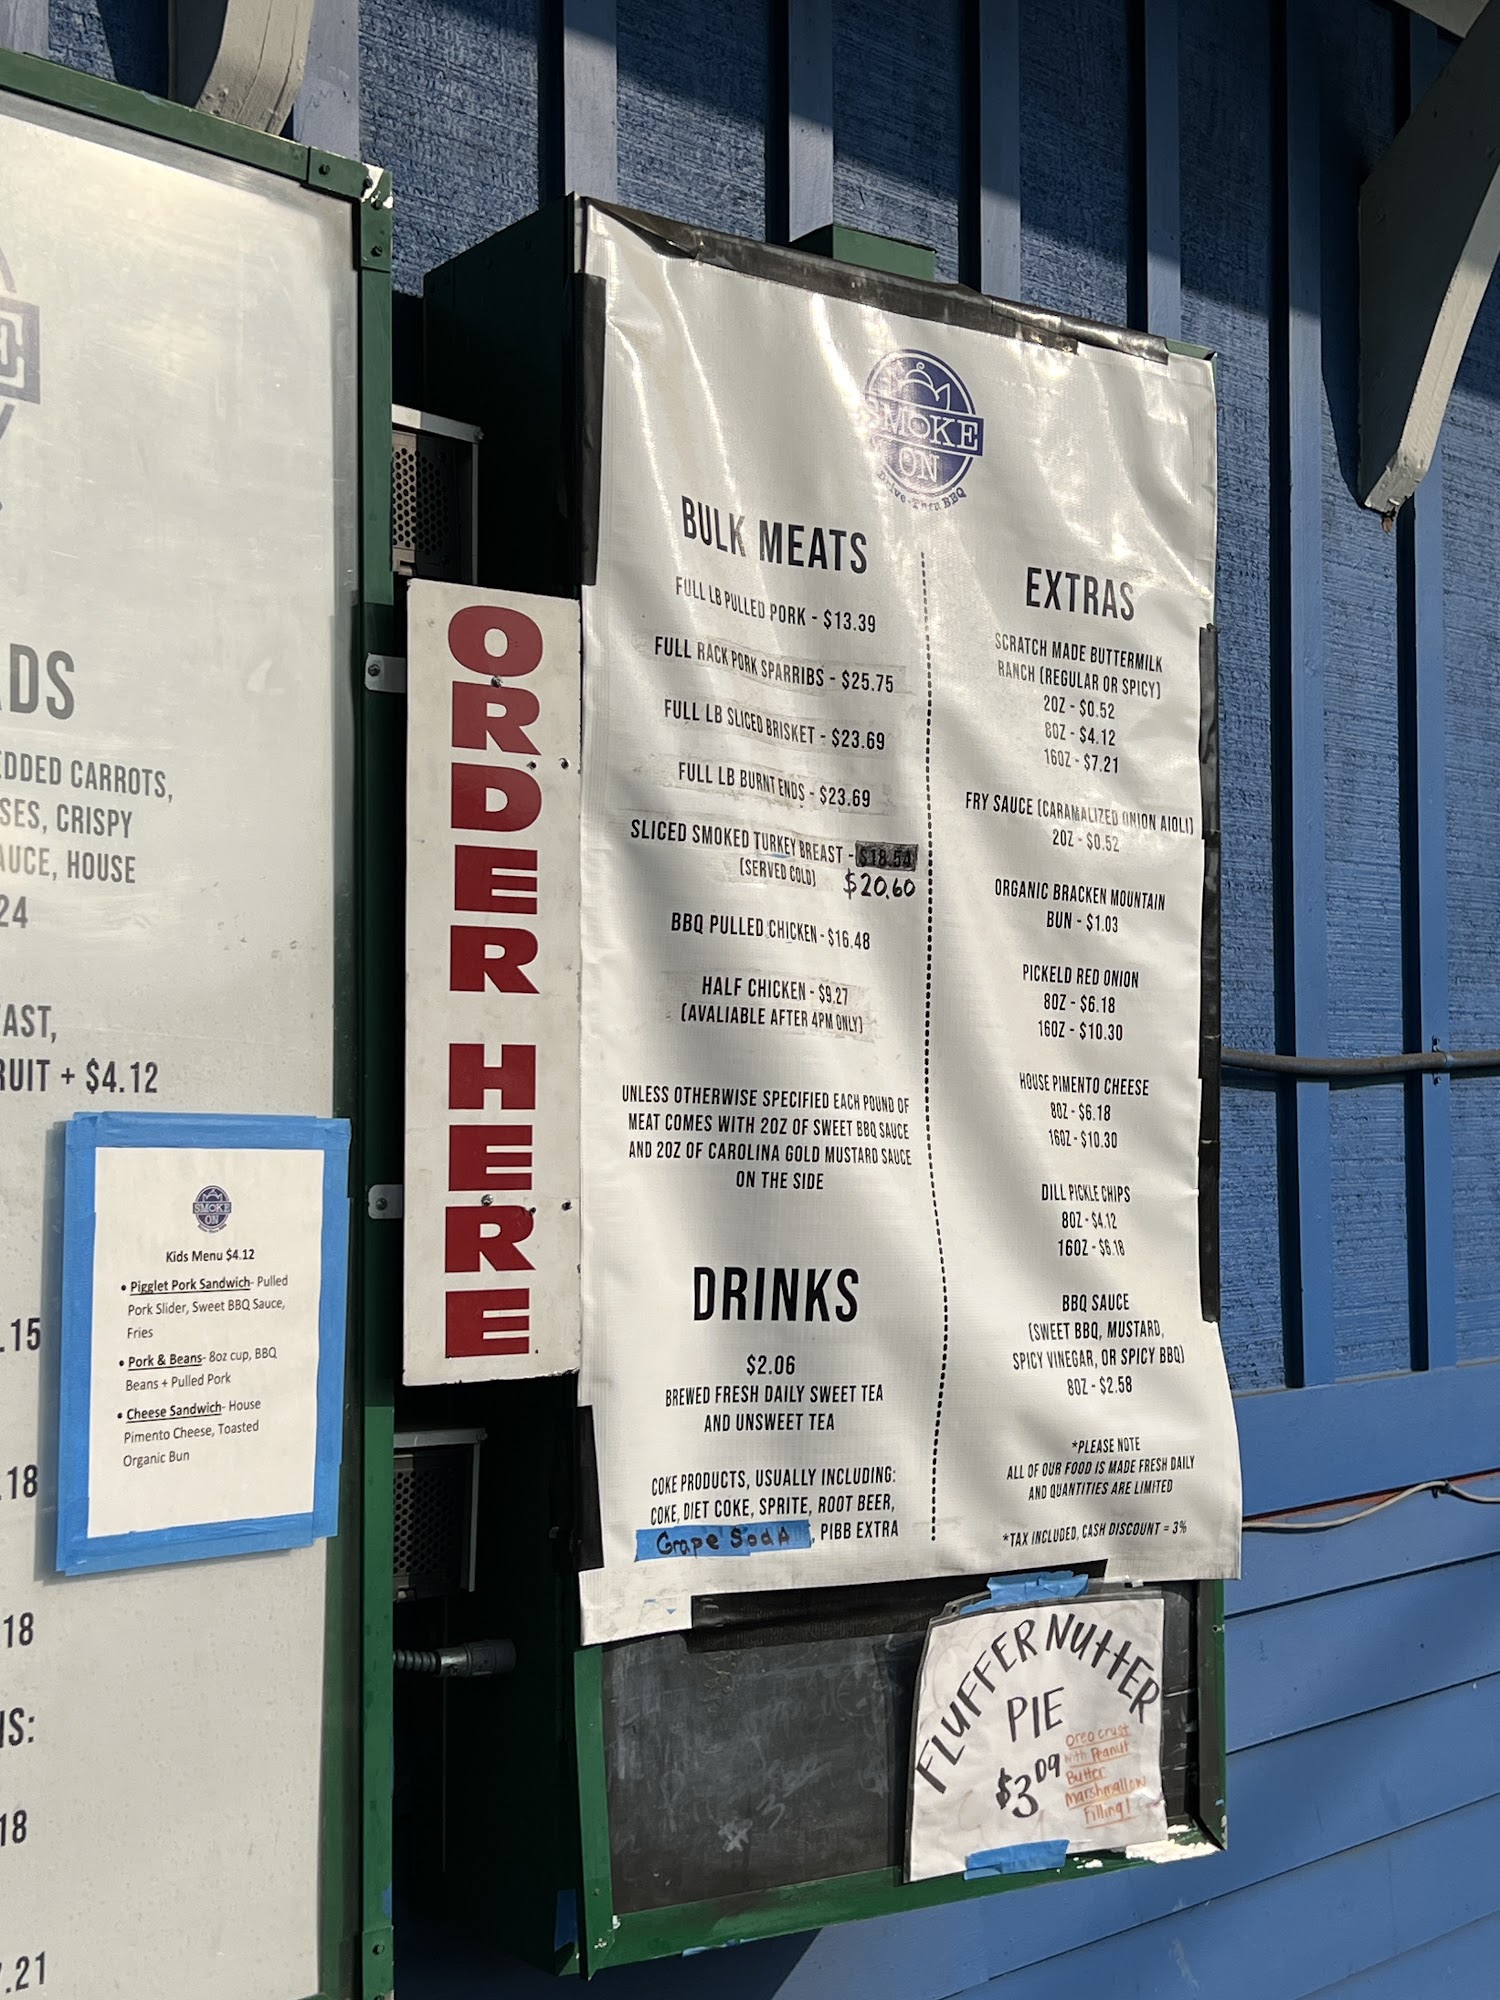 E
DS
EDDED CARROTS,
SES, CRISPY
AUCE, HOUSE
24
AST,
RUIT + $4.12
.15
.18
18
NS:
18
.21
SMOKE
ON
Kids Menu $4.12
• Pigglet Pork Sandwich- Pulled
Pork Slider, Sweet BBQ Sauce,
Fries
• Pork & Beans- 8oz cup, BBQ
Beans + Pulled Pork
• Cheese Sandwich- House
Pimento Cheese, Toasted
Organic Bun
ORDER HERE
SMOKE
ON
Drive-Thru BBQ
BULK MEATS
FULL LB PULLED PORK - $13.39
FULL RACK PORK SPARRIBS - $25.75
FULL LB SLICED BRISKET - $23.69
FULL LB BURNT ENDS - $23.69
SLICED SMOKED TURKEY BREAST - $18.54
(SERVED COLD) $20.60
BBQ PULLED CHICKEN - $16.48
HALF CHICKEN - $9.27
(AVALIABLE AFTER 4PM ONLY)
UNLESS OTHERWISE SPECIFIED EACH POUND OF
MEAT COMES WITH 2OZ OF SWEET BBQ SAUCE
AND 2OZ OF CAROLINA GOLD MUSTARD SAUCE
ON THE SIDE
DRINKS
$2.06
BREWED FRESH DAILY SWEET TEA
AND UNSWEET TEA
COKE PRODUCTS, USUALLY INCLUDING:
COKE, DIET COKE, SPRITE, ROOT BEER,
Grape SodA, PIBB EXTRA
EXTRAS
SCRATCH MADE BUTTERMILK
RANCH (REGULAR OR SPICY)
2OZ - $0.52
8OZ - $4.12
16OZ - $7.21
FRY SAUCE (CARAMALIZED ONION AIOLI)
2OZ - $0.52
ORGANIC BRACKEN MOUNTAIN
BUN - $1.03
PICKELD RED ONION
8OZ - $6.18
16OZ - $10.30
HOUSE PIMENTO CHEESE
8OZ - $6.18
16OZ - $10.30
DILL PICKLE CHIPS
8OZ - $4.12
16OZ - $6.18
BBQ SAUCE
(SWEET BBQ, MUSTARD,
SPICY VINEGAR, OR SPICY BBQ)
8OZ - $2.58
*PLEASE NOTE
ALL OF OUR FOOD IS MADE FRESH DAILY
AND QUANTITIES ARE LIMITED
*TAX INCLUDED, CASH DISCOUNT = 3%
FLUFFER NUTTER
PIE
$3.09
Oreo crust
with Peanut
Butter
Marshmallow
Filling!